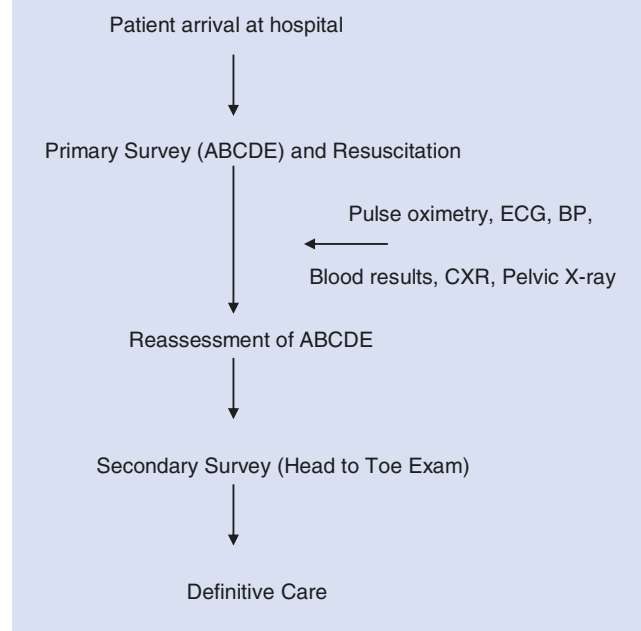 Patient arrival at hospital
Primary Survey (ABCDE) and Resuscitation
Pulse oximetry, ECG, BP,
Blood results, CXR, Pelvic X-ray
Reassessment of ABCDE
Secondary Survey (Head to Toe Exam)
Definitive Care